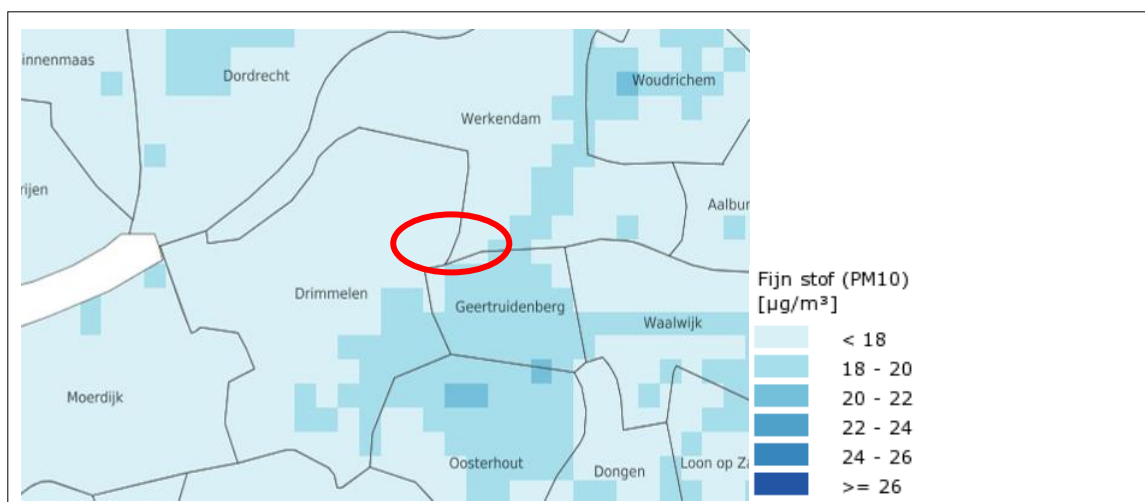 innenmaas
Dordrecht
Woudrichem
Werkendam
rijen
Aalbur
Drimmelen
Geertruidenberg
Waalwijk
Moerdijk
Oosterhout
Dongen
Loon op Za
Fijn stof (PM10)
[µg/m³]
< 18
18 - 20
20 - 22
22 - 24
24 - 26
>= 26